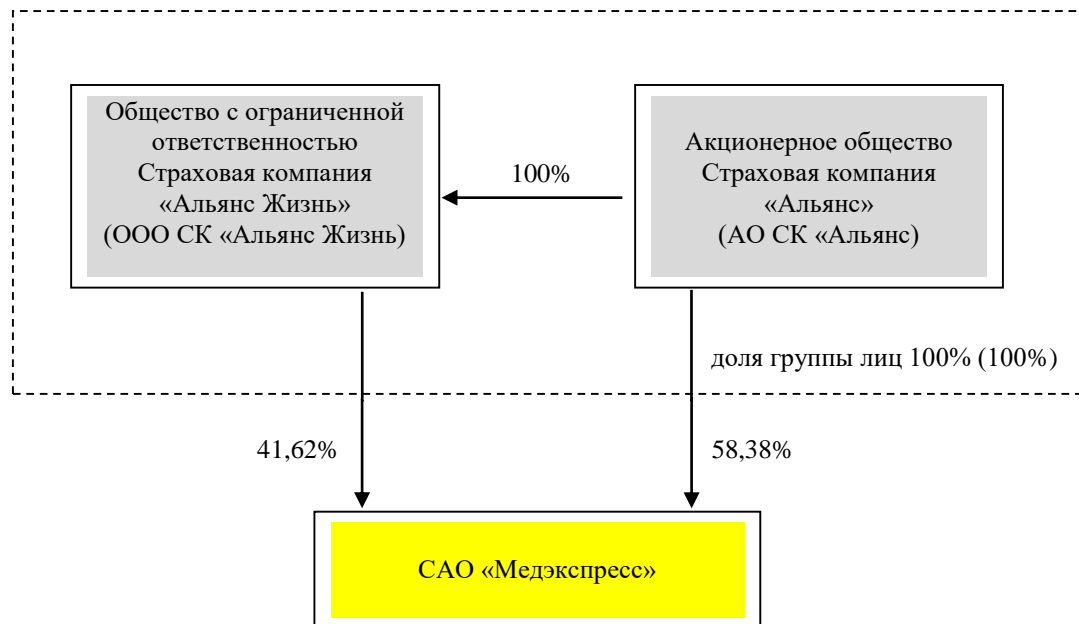 Общество с ограниченной
ответственностью
Страховая компания
«Альянс Жизнь»
(ООО СК «Альянс Жизнь)
100%
Акционерное общество
Страховая компания
«Альянс»
(АО СК «Альянс)
доля группы лиц 100% (100%)
41,62%
58,38%
САО «Медэкспресс»